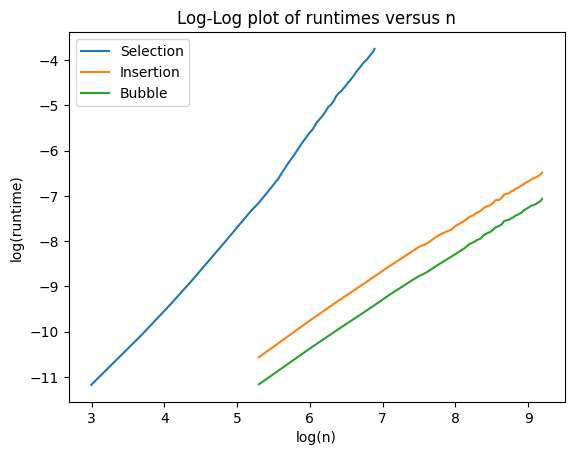 Log-Log plot of runtimes versus n
Selection
Insertion
Bubble
log(runtime)
−4
−5
−6
−7
−8
−9
−10
−11
3 4 5 6 7 8 9
log(n)